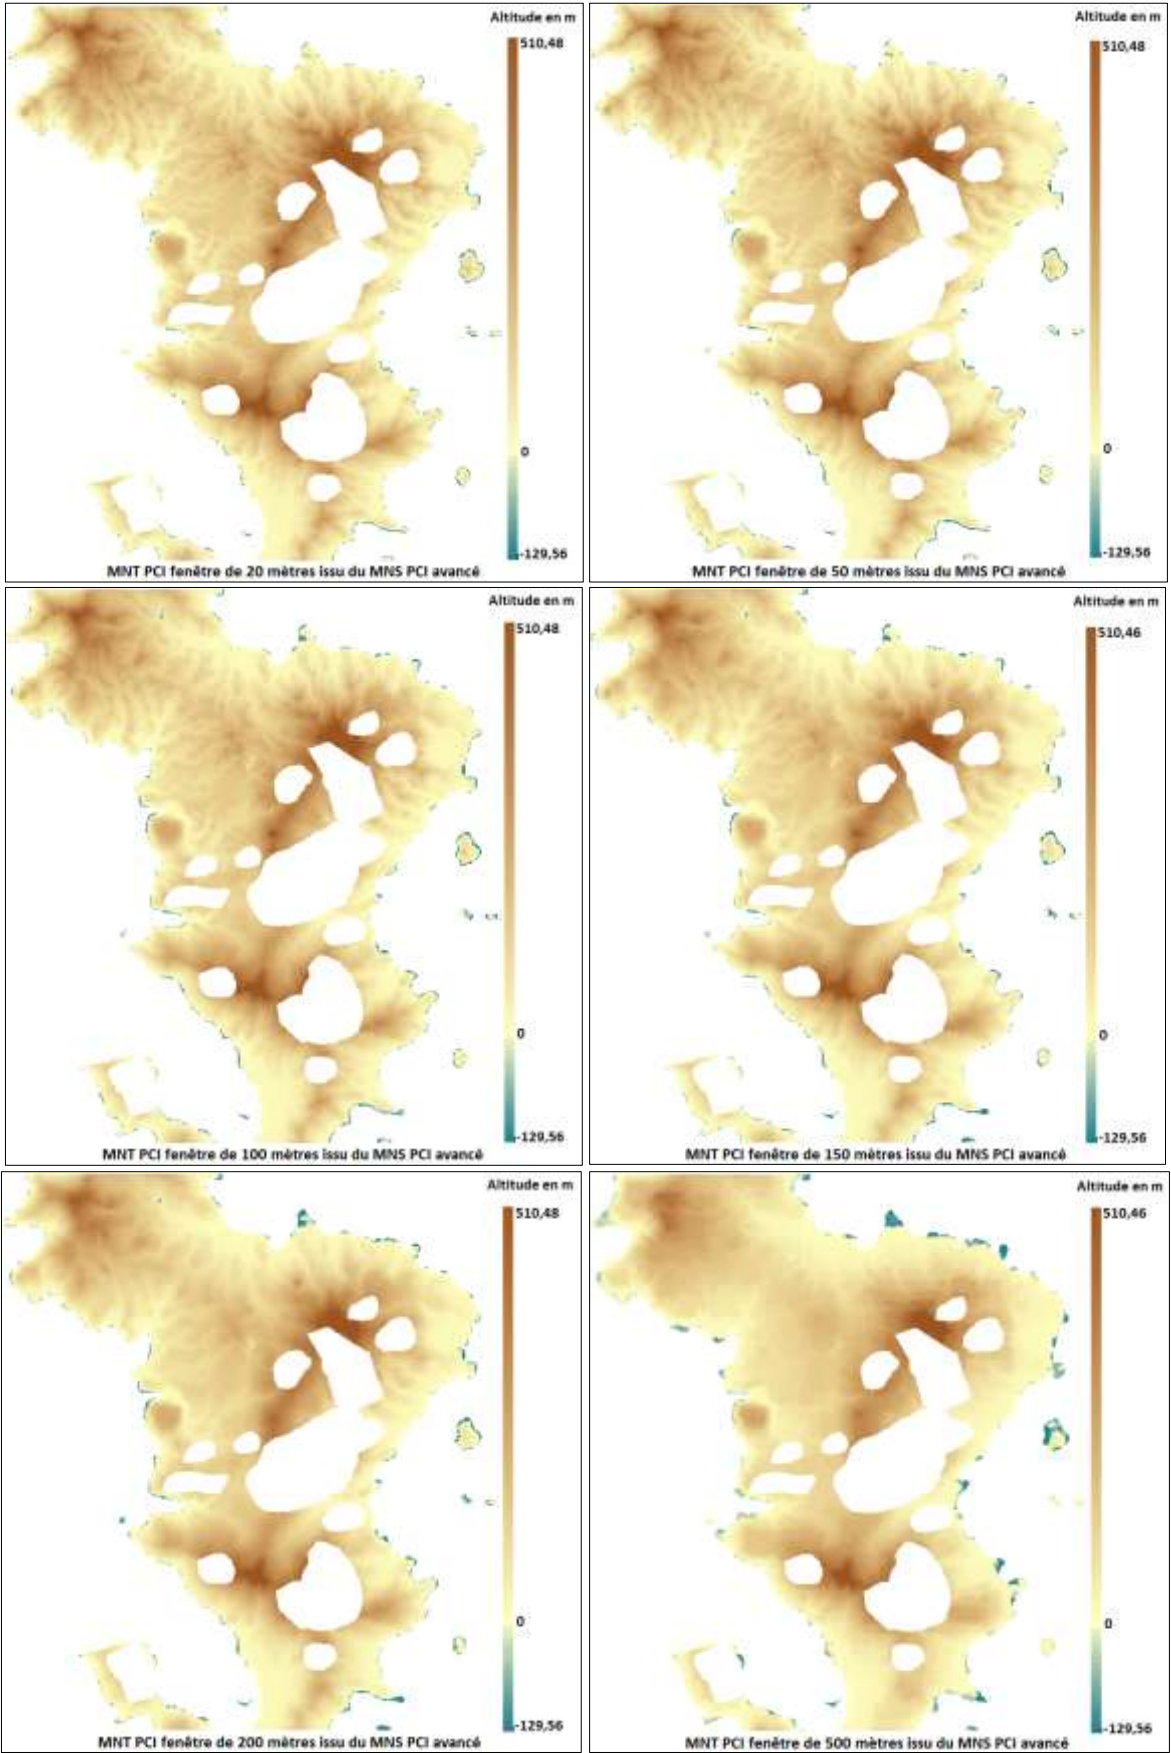 Altitude en m
510,48
0
-129,56
MNT PCI fenêtre de 20 mètres issu du MNS PCI avancé
Altitude en m
510,48
0
-129,56
MNT PCI fenêtre de 50 mètres issu du MNS PCI avancé
Altitude en m
510,48
0
-129,56
MNT PCI fenêtre de 100 mètres issu du MNS PCI avancé
Altitude en m
510,46
0
-129,56
MNT PCI fenêtre de 150 mètres issu du MNS PCI avancé
Altitude en m
510,48
0
-129,56
MNT PCI fenêtre de 200 mètres issu du MNS PCI avancé
Altitude en m
510,46
0
-129,56
MNT PCI fenêtre de 500 mètres issu du MNS PCI avancé